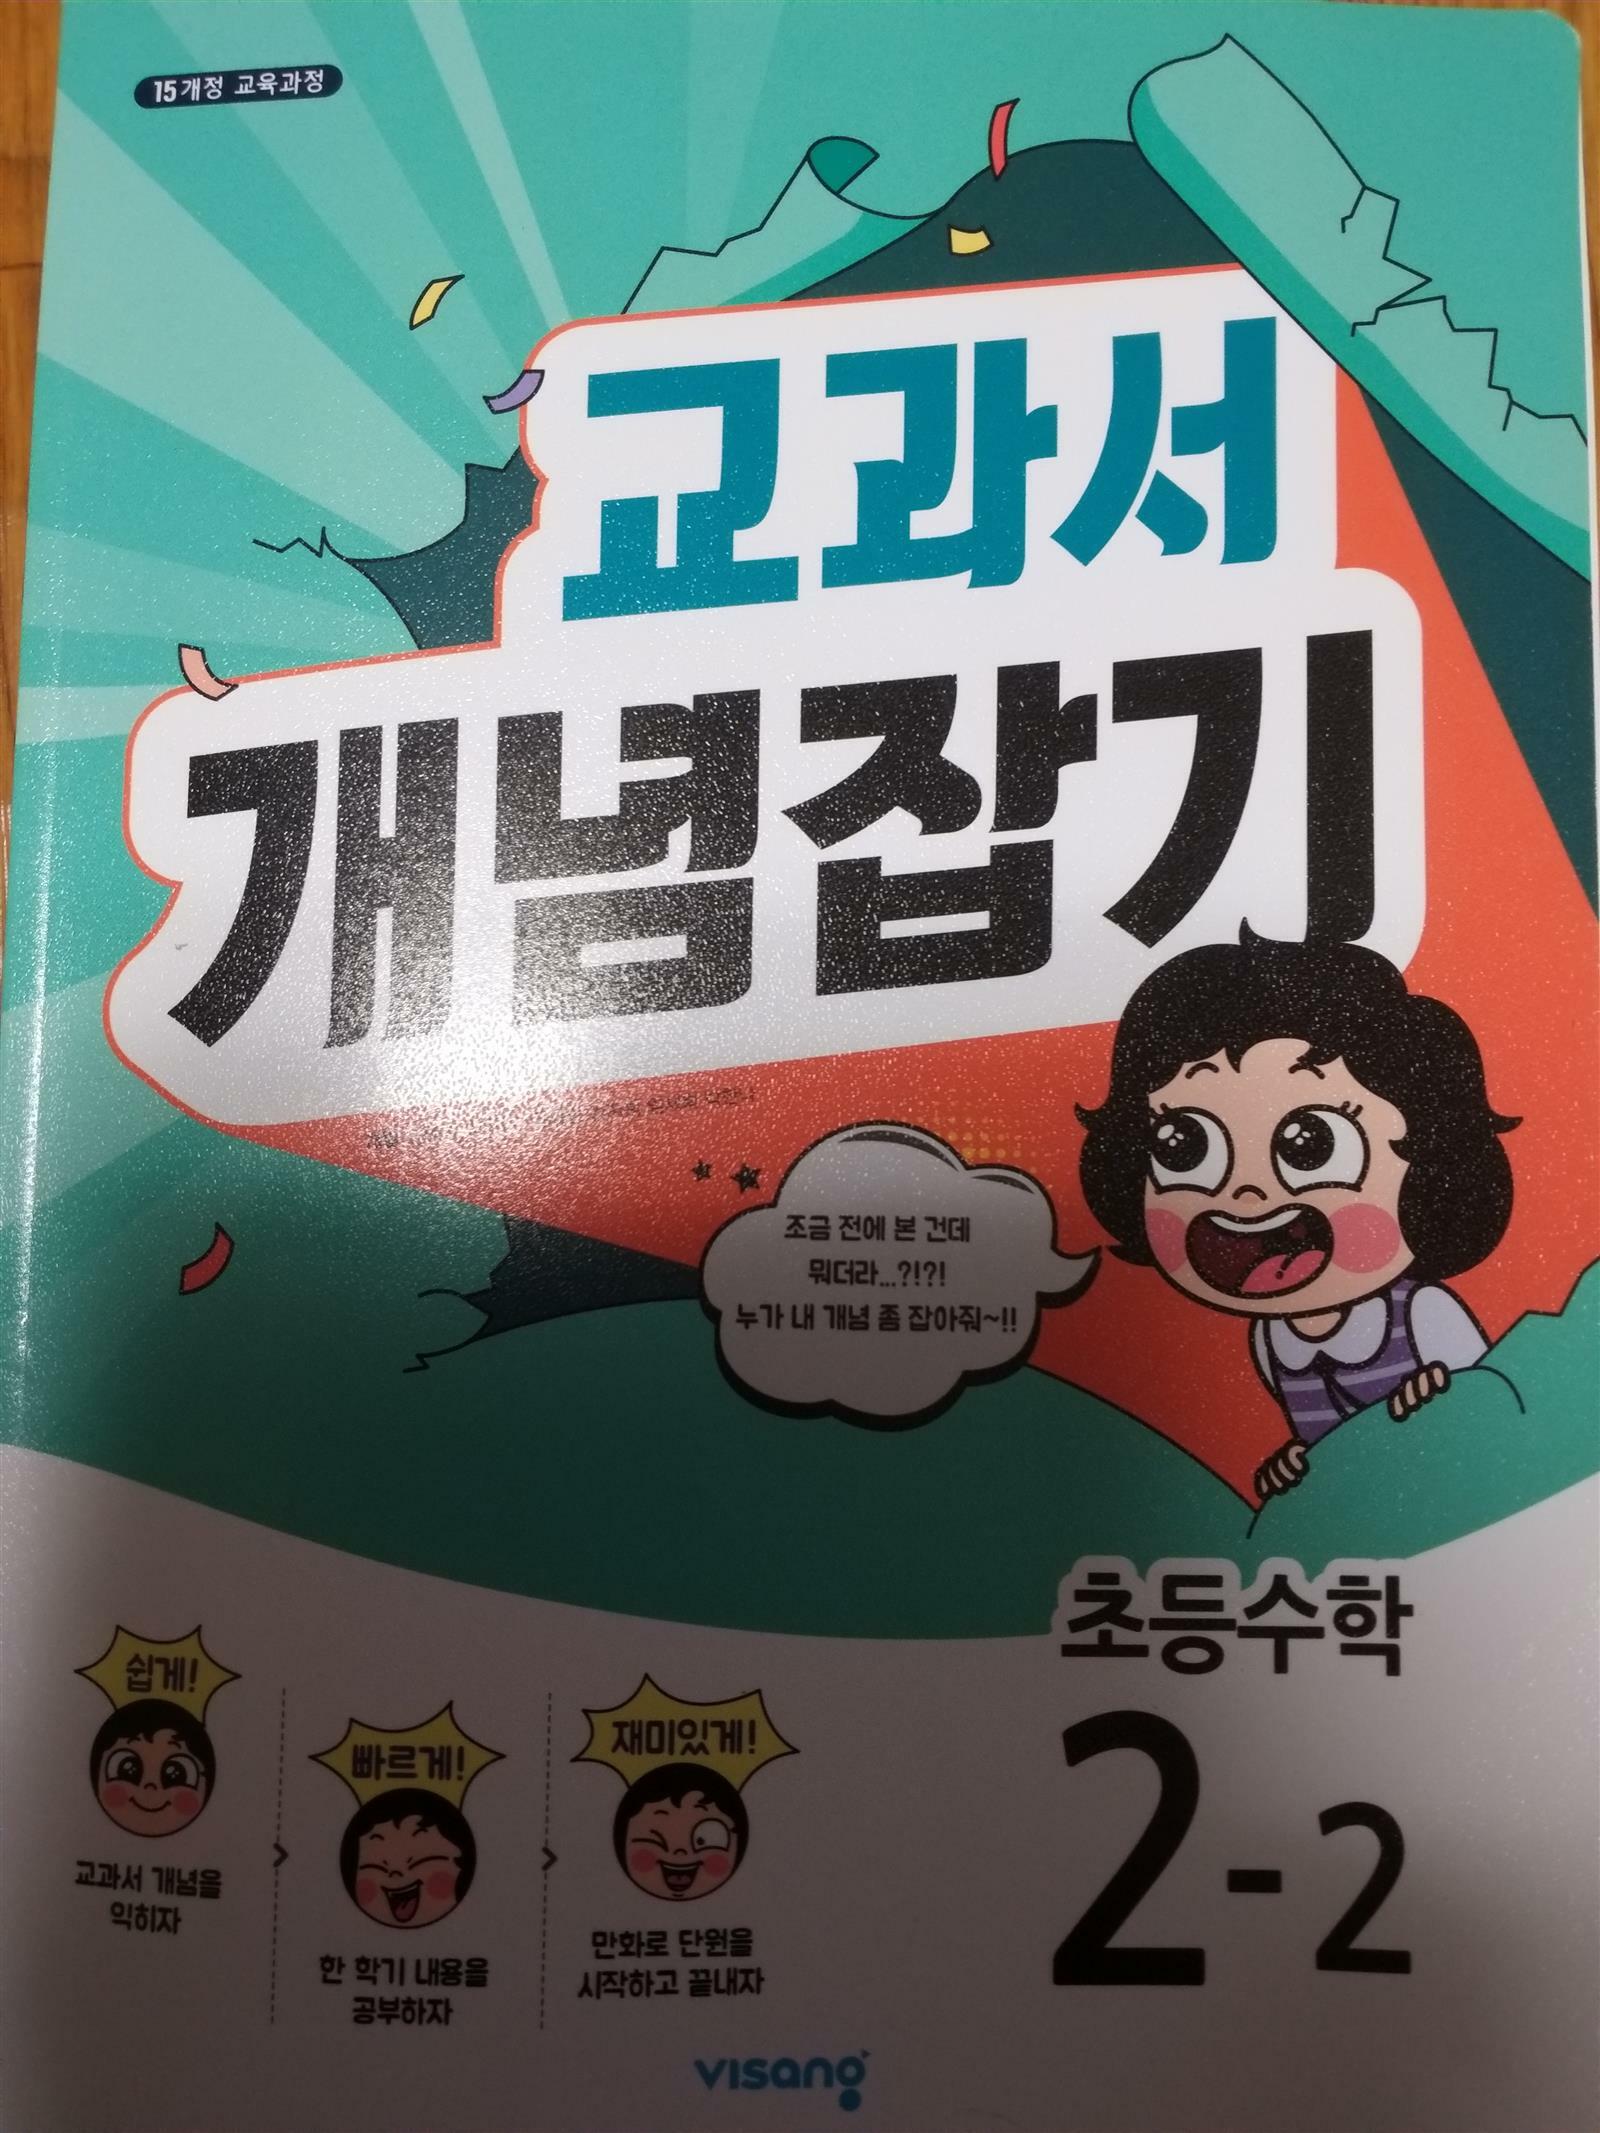 15개정 교육과정
교과서
개념잡기
조금 전에 본 건데
뭐더라...?!?!
누가 내 개념 좀 잡아줘~!!
초등수학
2-2
쉽게!
교과서 개념을
익히자
빠르게!
한 학기 내용을
공부하자
재미있게!
만화로 단원을
시작하고 끝내자
visang